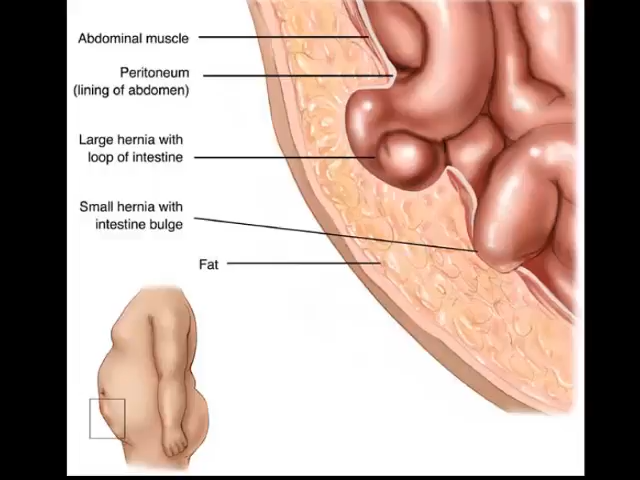 Abdominal muscle
Peritoneum
(lining of abdomen)
Large hernia with
loop of intestine
Small hernia with
intestine bulge
Fat